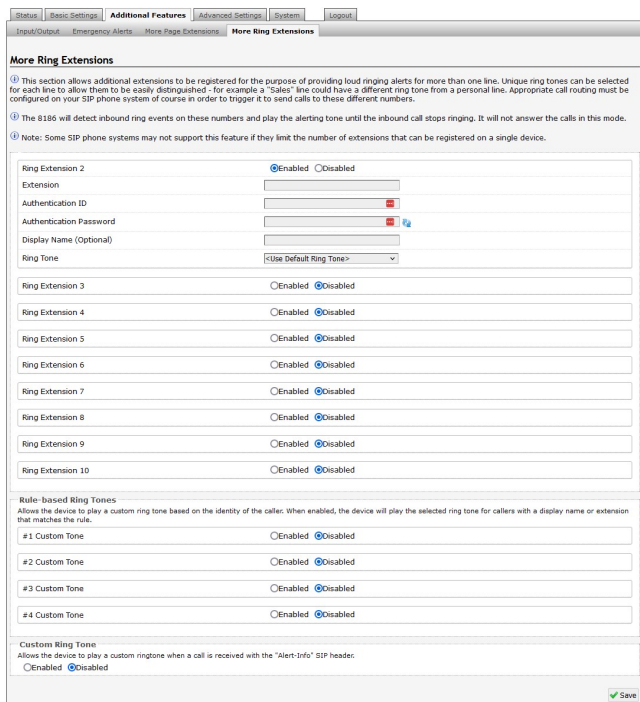 Status Basic Settings Additional Features Advanced Settings System Logout
Input/Output Emergency Alerts More Page Extensions More Ring Extensions
More Ring Extensions
This section allows additional extensions to be registered for the purpose of providing loud ringing alerts for more than one line. Unique ring tones can be selected
for each line to allow them to be easily distinguished - for example a "Sales" line could have a different ring tone from a personal line. Appropriate call routing must be
configured on your SIP phone system of course in order to trigger it to send calls to these different numbers.
The 8186 will detect inbound ring events on these numbers and play the alerting tone until the inbound call stops ringing. It will not answer the calls in this mode.
Note: Some SIP phone systems may not support this feature if they limit the number of extensions that can be registered on a single device.
Ring Extension 2 Enabled Disabled
Extension
Authentication ID
Authentication Password
Display Name (Optional)
Ring Tone <Use Default Ring Tone>
Ring Extension 3 Enabled Disabled
Ring Extension 4 Enabled Disabled
Ring Extension 5 Enabled Disabled
Ring Extension 6 Enabled Disabled
Ring Extension 7 Enabled Disabled
Ring Extension 8 Enabled Disabled
Ring Extension 9 Enabled Disabled
Ring Extension 10 Enabled Disabled
Rule-based Ring Tones
Allows the device to play a custom ring tone based on the identity of the caller. When enabled, the device will play the selected ring tone for callers with a display name or extension
that matches the rule.
#1 Custom Tone Enabled Disabled
#2 Custom Tone Enabled Disabled
#3 Custom Tone Enabled Disabled
#4 Custom Tone Enabled Disabled
Custom Ring Tone
Allows the device to play a custom ringtone when a call is received with the "Alert-Info" SIP header.
Enabled Disabled
Save